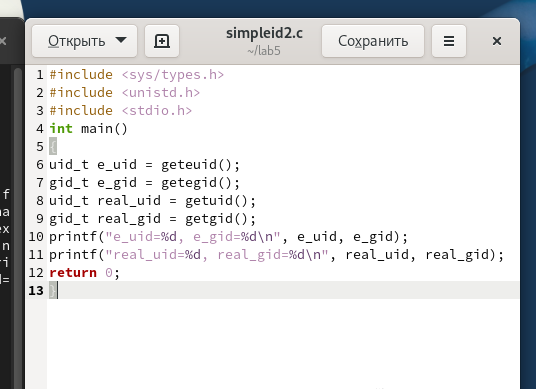 Открыть
simpleid2.c
~/lab5
Сохранить
1 #include <sys/types.h>
2 #include <unistd.h>
3 #include <stdio.h>
4 int main()
5 {
6 uid_t e_uid = geteuid();
7 gid_t e_gid = getegid();
8 uid_t real_uid = getuid();
9 gid_t real_gid = getgid();
10 printf("e_uid=%d, e_gid=%d\n", e_uid, e_gid);
11 printf("real_uid=%d, real_gid=%d\n", real_uid, real_gid);
12 return 0;
13 }